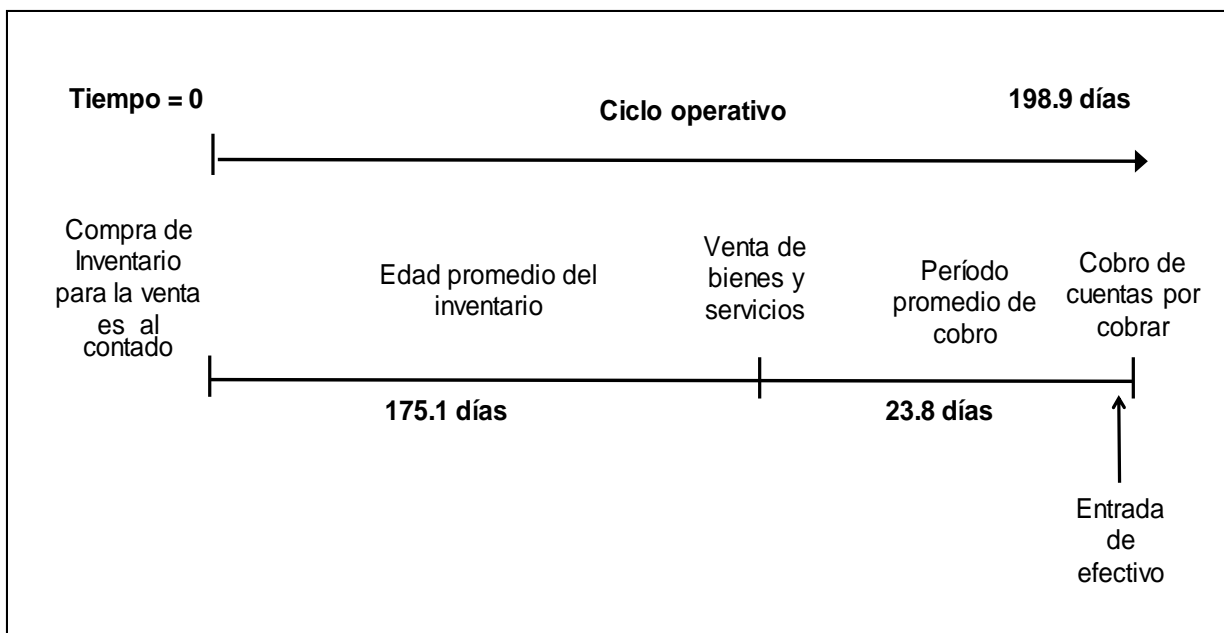 Tiempo = 0
Ciclo operativo
198.9 días
Compra de
Inventario
para la venta
es al
contado
Edad promedio del
inventario
Venta de
bienes y
servicios
Período
promedio de
cobro
Cobro de
cuentas por
cobrar
175.1 días
23.8 días
Entrada
de
efectivo